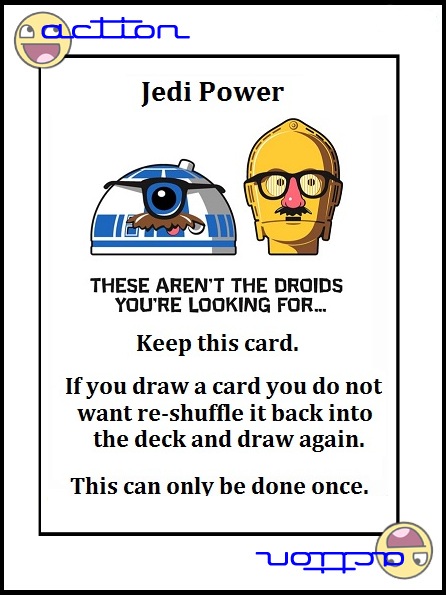 action
Jedi Power
THESE AREN'T THE DROIDS
YOU'RE LOOKING FOR...
Keep this card.
If you draw a card you do not
want re-shuffle it back into
the deck and draw again.
This can only be done once.
action